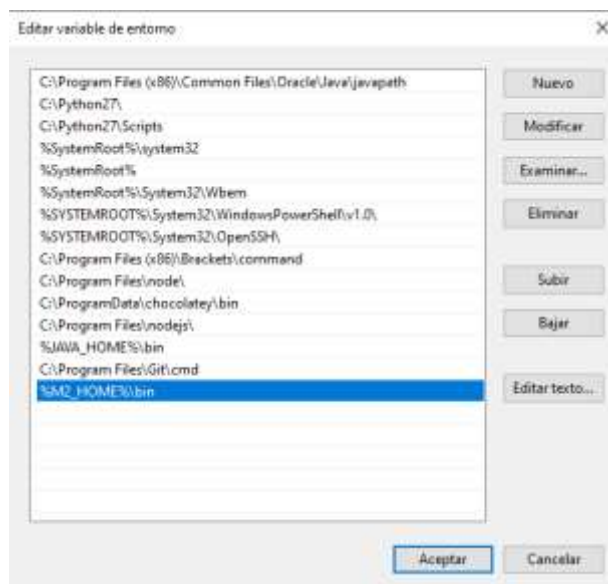 Editar variable de entorno
C:\Program Files (x86)\Common Files\Oracle\Java\javapath
C:\Python27\
C:\Python27\Scripts
%SystemRoot%\system32
%SystemRoot%
%SystemRoot%\System32\Wbem
%SYSTEMROOT%\System32\WindowsPowerShell\v1.0\
%SYSTEMROOT%\System32\OpenSSH\
C:\Program Files (x86)\Brackets\command
C:\Program Files\node\
C:\ProgramData\chocolatey\bin
C:\Program Files\nodejs\
%JAVA_HOME%\bin
C:\Program Files\Git\cmd
%M2_HOME%\bin
Nuevo
Modificar
Examinar...
Eliminar
Subir
Bajar
Editar texto...
Aceptar
Cancelar